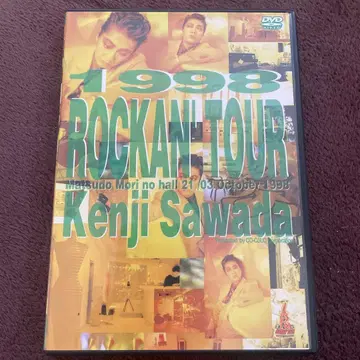 DVD
1998
ROCKAN' TOUR
Matsudo Mori no hall 21/03 October 1998
Kenji Sawada